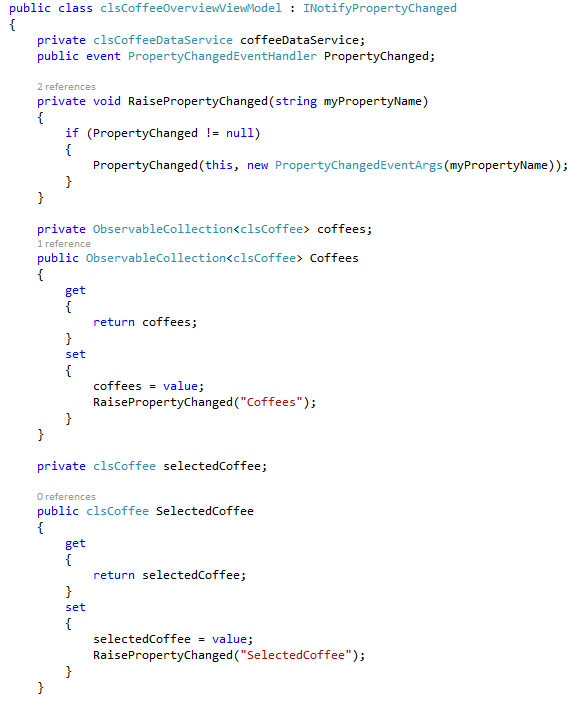 public class clsCoffeeOverviewViewModel : INotifyPropertyChanged
{
    private clsCoffeeDataService coffeeDataService;
    public event PropertyChangedEventHandler PropertyChanged;

    2 references
    private void RaisePropertyChanged(string myPropertyName)
    {
        if (PropertyChanged != null)
        {
            PropertyChanged(this, new PropertyChangedEventArgs(myPropertyName));
        }
    }

    private ObservableCollection<clsCoffee> coffees;
    1 reference
    public ObservableCollection<clsCoffee> Coffees
    {
        get
        {
            return coffees;
        }
        set
        {
            coffees = value;
            RaisePropertyChanged("Coffees");
        }
    }

    private clsCoffee selectedCoffee;

    0 references
    public clsCoffee SelectedCoffee
    {
        get
        {
            return selectedCoffee;
        }
        set
        {
            selectedCoffee = value;
            RaisePropertyChanged("SelectedCoffee");
        }
    }